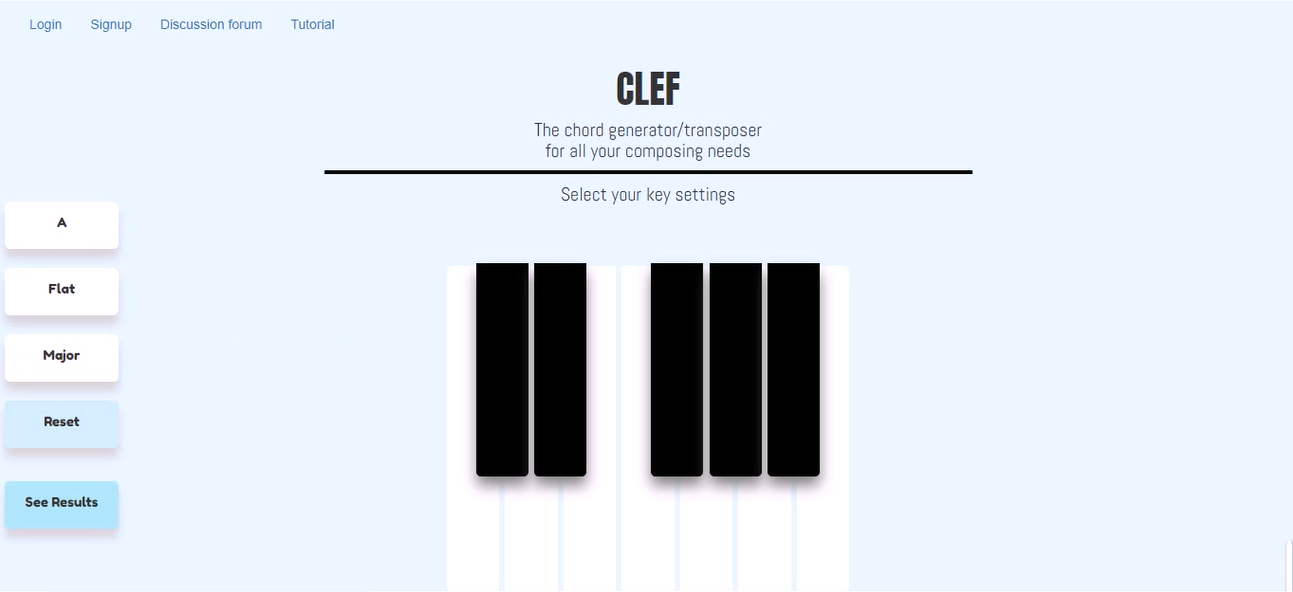 Login Signup Discussion forum Tutorial
CLEF
The chord generator/transposer
for all your composing needs
Select your key settings
A
Flat
Major
Reset
See Results